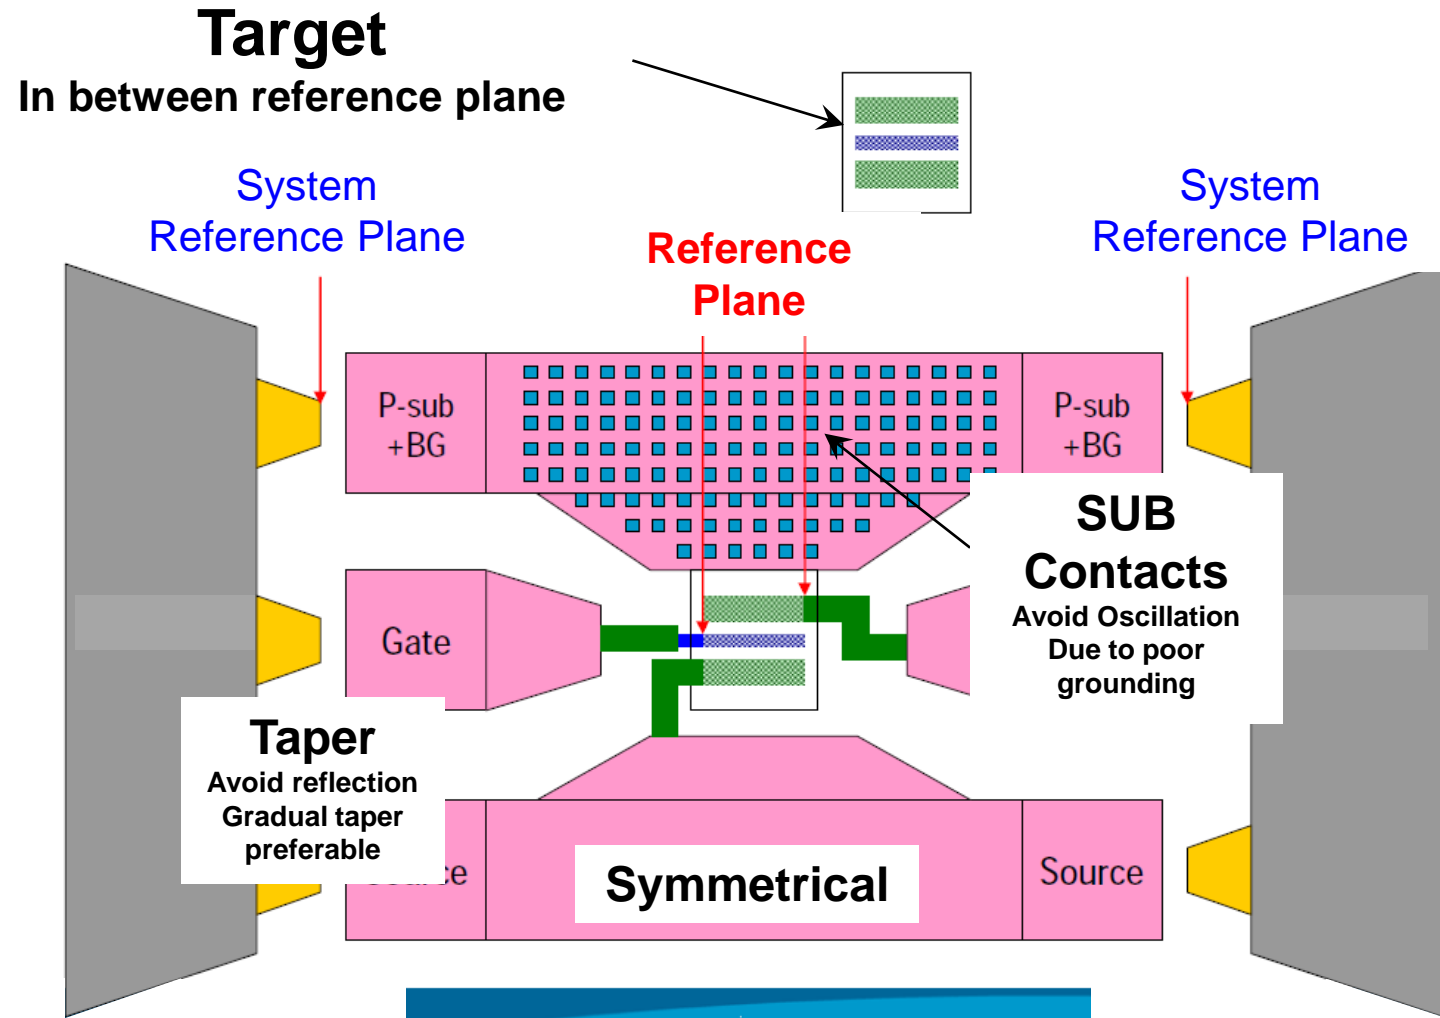 Target
In between reference plane
System
Reference Plane
Reference
Plane
System
Reference Plane
P-sub
+BG
P-sub
+BG
SUB
Contacts
Avoid Oscillation
Due to poor
grounding
Gate
Taper
Avoid reflection
Gradual taper
preferable
Symmetrical
Source